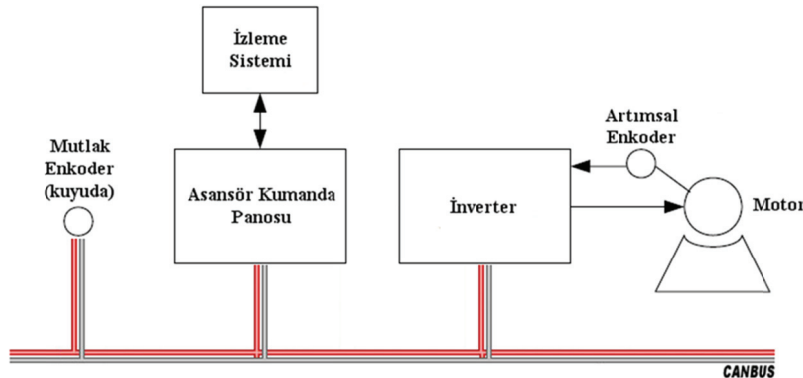 İzleme
Sistemi
Mutlak
Enkoder
(kuyuda)
Asansör Kumanda
Panosu
İnverter
Artımsal
Enkoder
Motor
CANBUS